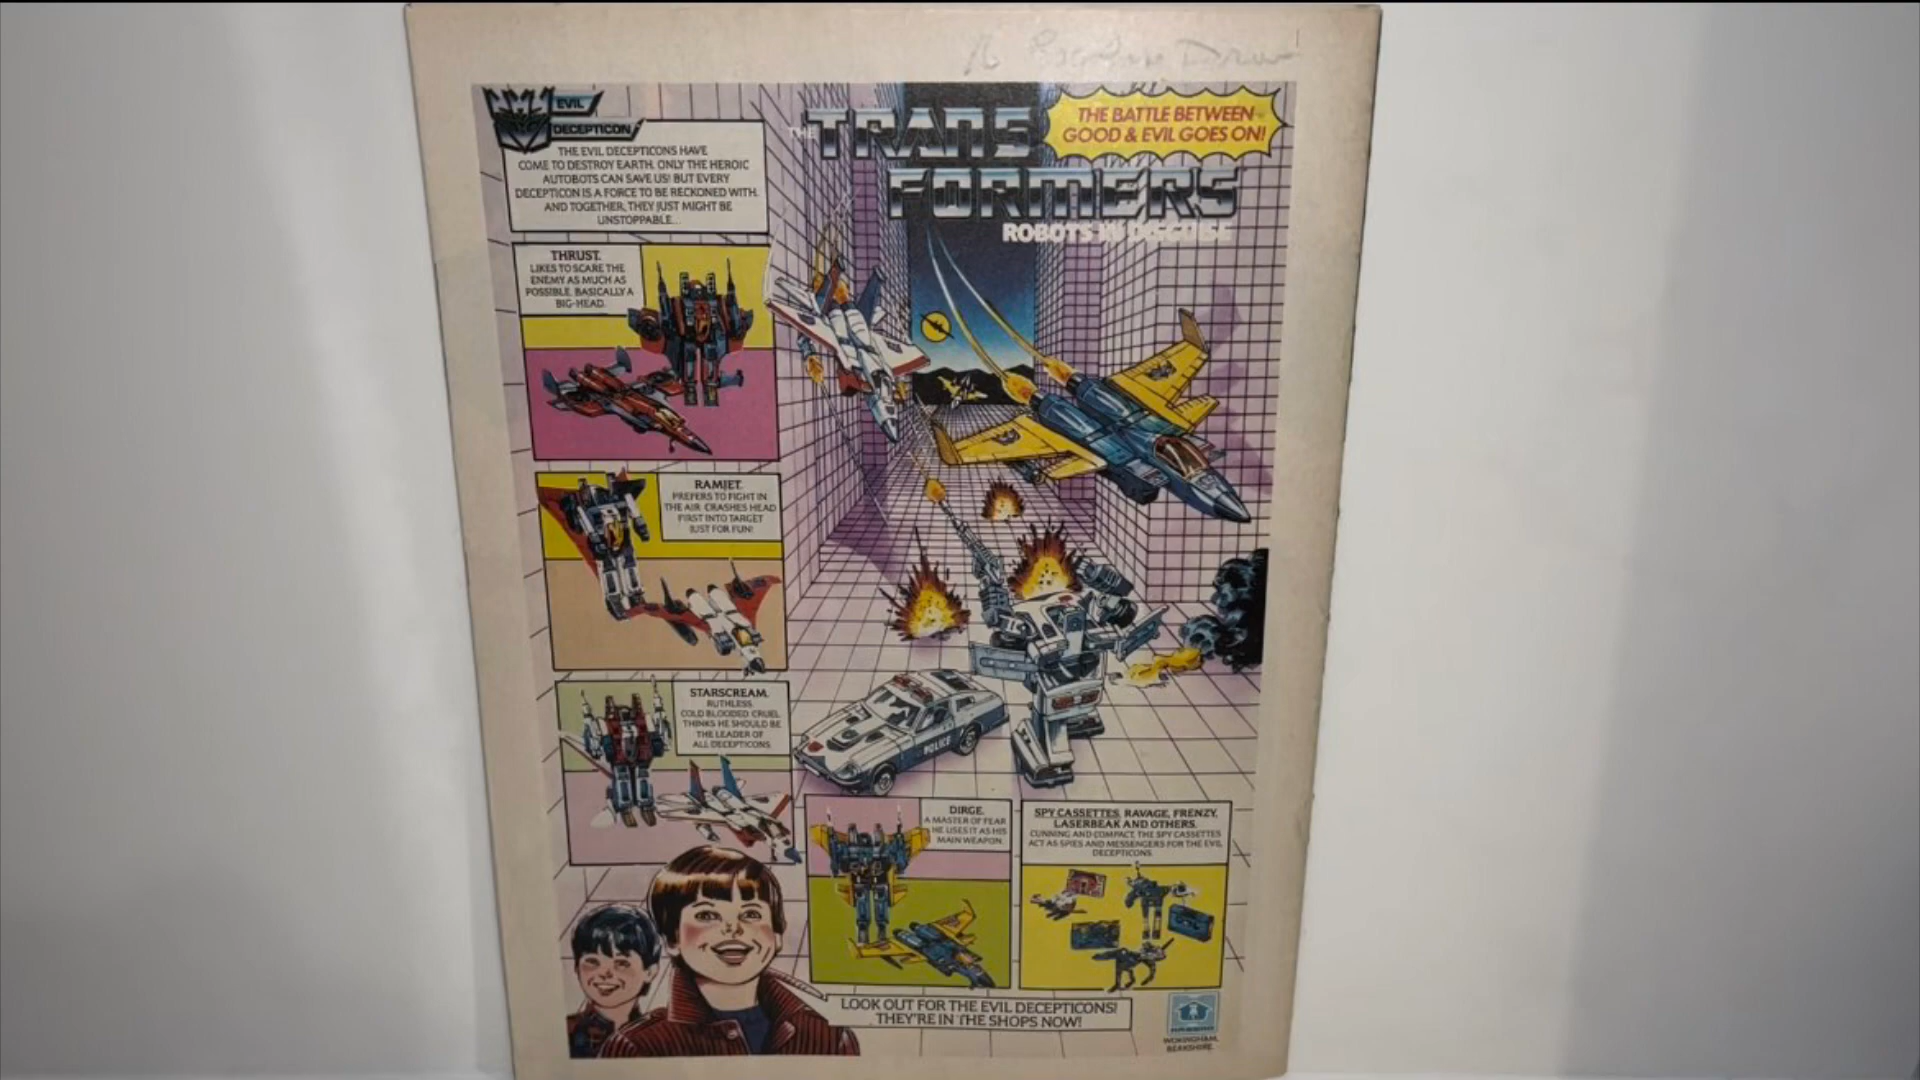 EVIL
DECEPTICON
THE EVIL DECEPTICONS HAVE
COME TO DESTROY EARTH. ONLY THE HEROIC
AUTOBOTS CAN SAVE US! BUT EVERY
DECEPTICON IS A FORCE TO BE RECKONED WITH.
AND TOGETHER, THEY JUST MIGHT BE
UNSTOPPABLE...
THE TRANS
FORMERS
ROBOTS IN DISGUISE
THE BATTLE BETWEEN
GOOD & EVIL GOES ON!
THRUST.
LIKES TO SCARE THE
ENEMY AS MUCH AS
POSSIBLE. BASICALLY A
BIG-HEAD.
RAMJET.
PREFERS TO FIGHT IN
THE AIR. CRASHES HEAD
FIRST INTO TARGET
JUST FOR FUN!
STARSCREAM.
RUTHLESS.
COLD BLOODED. CRUEL.
THINKS HE SHOULD BE
THE LEADER OF
ALL DECEPTICONS.
POLICE
DIRGE.
A MASTER OF FEAR
HE USES IT AS HIS
MAIN WEAPON.
SPY CASSETTES. RAVAGE, FRENZY,
LASERBEAK AND OTHERS.
CUNNING AND COMPACT, THE SPY CASSETTES
ACT AS SPIES AND MESSENGERS FOR THE EVIL
DECEPTICONS.
LOOK OUT FOR THE EVIL DECEPTICONS!
THEY'RE IN THE SHOPS NOW!
HASBRO
WOKINGHAM,
BERKSHIRE.